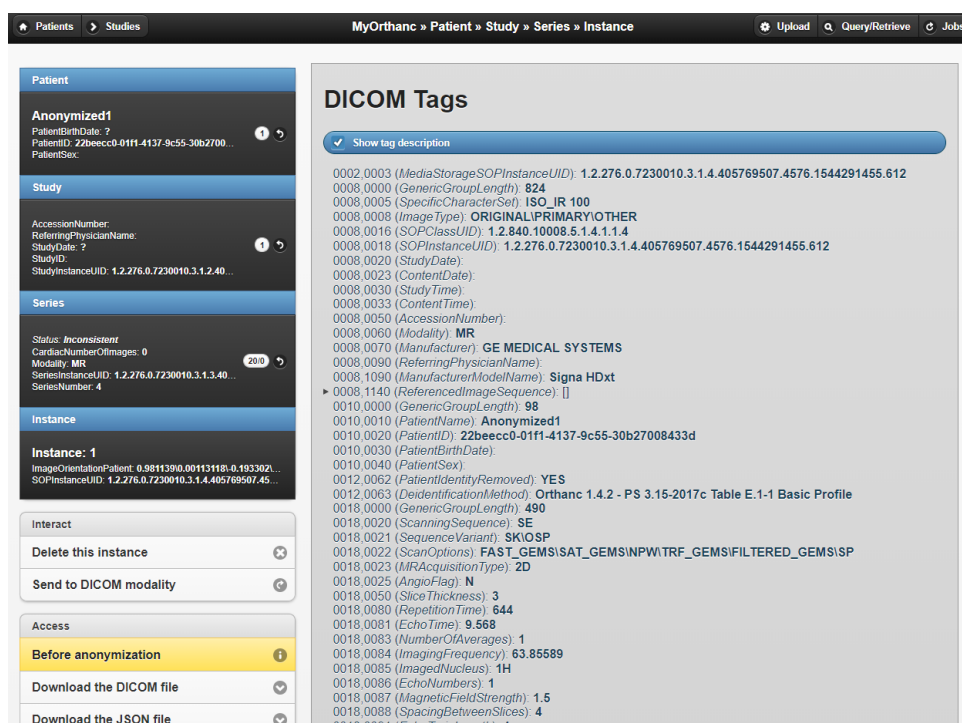 Patients
Studies
MyOrthanc » Patient » Study » Series » Instance
Upload
Query/Retrieve
Jobs
Patient
Anonymized1
PatientBirthDate: ?
PatientID: 22beecc0-01f1-4137-9c55-30b2700...
PatientSex:
1
Study
AccessionNumber:
ReferringPhysicianName:
StudyDate: ?
StudyID:
StudyInstanceUID: 1.2.276.0.7230010.3.1.2.40...
1
Series
Status: Inconsistent
CardiacNumberOfImages: 0
Modality: MR
SeriesInstanceUID: 1.2.276.0.7230010.3.1.3.40...
SeriesNumber: 4
20/0
Instance
Instance: 1
ImageOrientationPatient: 0.981139\0.00113118\-0.193302\...
SOPInstanceUID: 1.2.276.0.7230010.3.1.4.405769507.45...
Interact
Delete this instance
Send to DICOM modality
Access
Before anonymization
Download the DICOM file
Download the JSON file
DICOM Tags
Show tag description
0002,0003 (MediaStorageSOPInstanceUID): 1.2.276.0.7230010.3.1.4.405769507.4576.1544291455.612
0008,0000 (GenericGroupLength): 824
0008,0005 (SpecificCharacterSet): ISO_IR 100
0008,0008 (ImageType): ORIGINAL\PRIMARY\OTHER
0008,0016 (SOPClassUID): 1.2.840.10008.5.1.4.1.1.4
0008,0018 (SOPInstanceUID): 1.2.276.0.7230010.3.1.4.405769507.4576.1544291455.612
0008,0020 (StudyDate):
0008,0023 (ContentDate):
0008,0030 (StudyTime):
0008,0033 (ContentTime):
0008,0050 (AccessionNumber):
0008,0060 (Modality): MR
0008,0070 (Manufacturer): GE MEDICAL SYSTEMS
0008,0090 (ReferringPhysicianName):
0008,1090 (ManufacturerModelName): Signa HDxt
0008,1140 (ReferencedImageSequence): []
0010,0000 (GenericGroupLength): 98
0010,0010 (PatientName): Anonymized1
0010,0020 (PatientID): 22beecc0-01f1-4137-9c55-30b27008433d
0010,0030 (PatientBirthDate):
0010,0040 (PatientSex):
0012,0062 (PatientIdentityRemoved): YES
0012,0063 (DeidentificationMethod): Orthanc 1.4.2 - PS 3.15-2017c Table E.1-1 Basic Profile
0018,0000 (GenericGroupLength): 490
0018,0020 (ScanningSequence): SE
0018,0021 (SequenceVariant): SK\OSP
0018,0022 (ScanOptions): FAST_GEMS\SAT_GEMS\NPW\TRF_GEMS\FILTERED_GEMS\SP
0018,0023 (MRAcquisitionType): 2D
0018,0025 (AngioFlag): N
0018,0050 (SliceThickness): 3
0018,0080 (RepetitionTime): 644
0018,0081 (EchoTime): 9.568
0018,0083 (NumberOfAverages): 1
0018,0084 (ImagingFrequency): 63.85589
0018,0085 (ImagedNucleus): 1H
0018,0086 (EchoNumbers): 1
0018,0087 (MagneticFieldStrength): 1.5
0018,0088 (SpacingBetweenSlices): 4